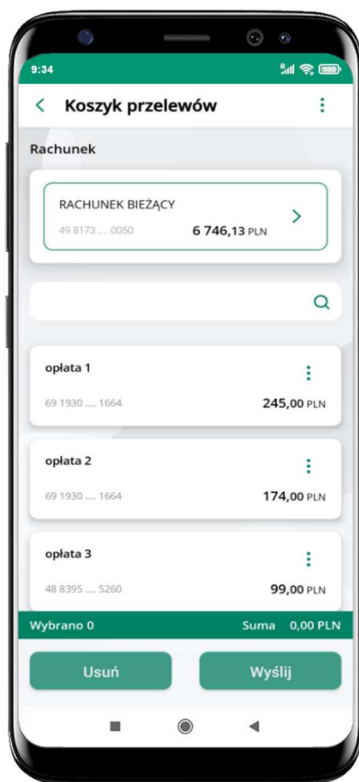 9:34
Koszyk przelewów
Rachunek
RACHUNEK BIEŻĄCY
49 8173 .... 0050 6 746,13 PLN
opłata 1
69 1930 .... 1664 245,00 PLN
opłata 2
69 1930 .... 1664 174,00 PLN
opłata 3
48 8395 .... 5260 99,00 PLN
Wybrano 0 Suma 0,00 PLN
Usuń Wyślij